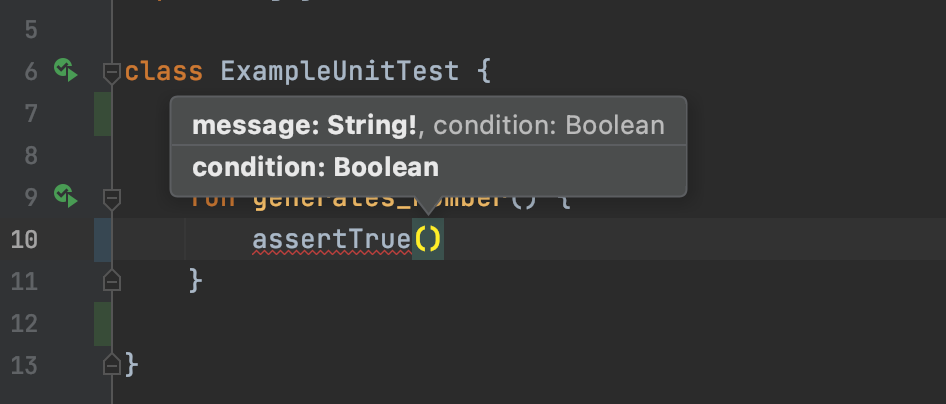 5
6 class ExampleUnitTest {
7
message: String!, condition: Boolean
8
condition: Boolean
9 fun generates_number() {
10 assertTrue()
11 }
12
13 }